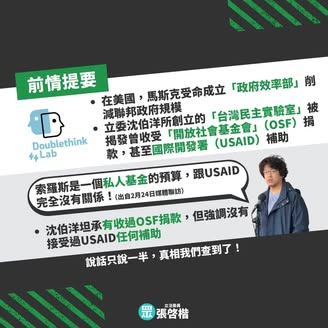 前情提要
Doublethink
Lab
• 在美國，馬斯克受命成立「政府效率部」削
減聯邦政府規模
• 立委沈伯洋所創立的「台灣民主實驗室」被
揭發曾收受「開放社會基金會」（OSF）捐
款，甚至國際開發署（USAID）補助
索羅斯是一個私人基金的預算，跟USAID
完全沒有關係！（出自2月24日媒體聯訪）
• 沈伯洋坦承有收過OSF捐款，但強調沒有
接受過USAID任何補助
說話只說一半，真相我們查到了！
眾
立法委員
張啓楷